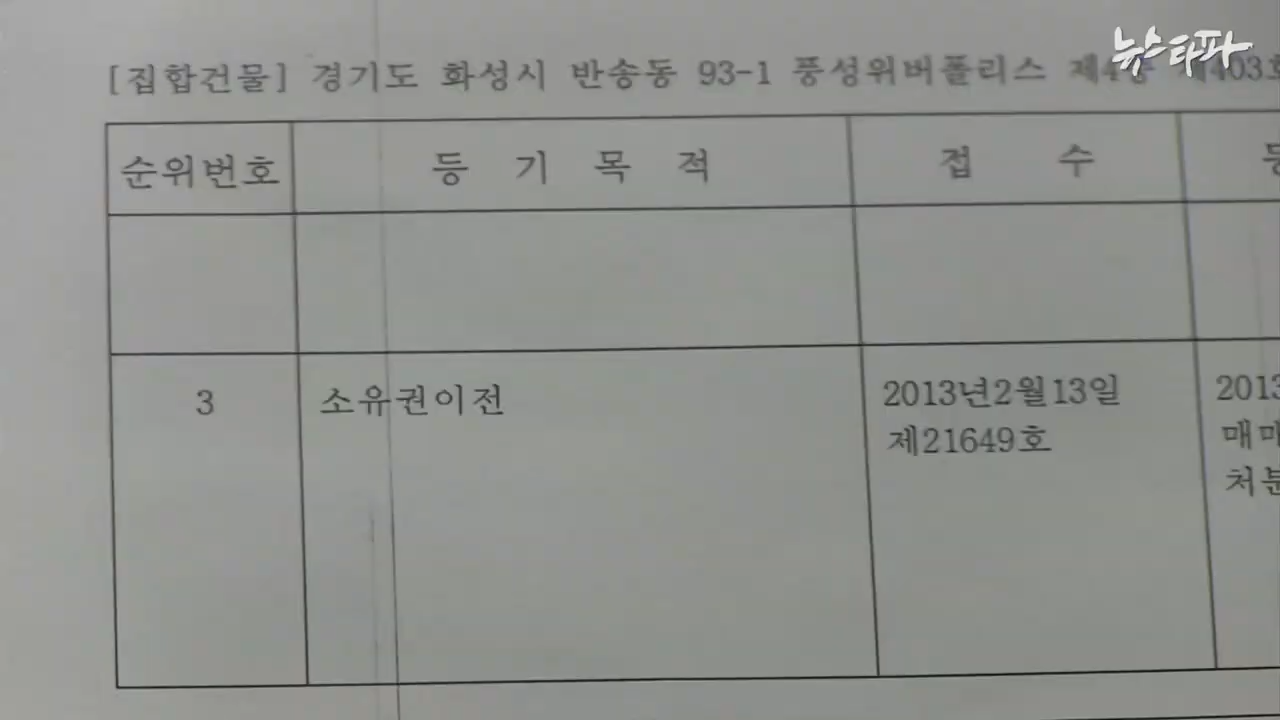 뉴스타파
[집합건물] 경기도 화성시 반송동 93-1 풍성위버폴리스
순위번호 등 기 목 적 접 수
3 소유권이전 2013년2월13일 2013
제21649호